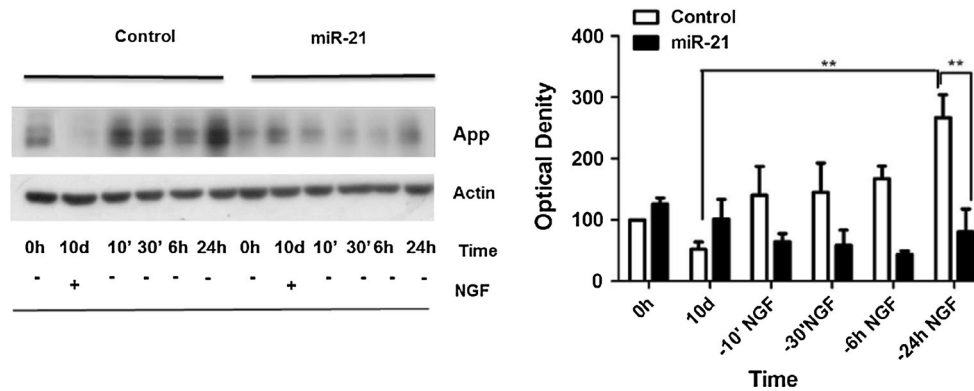 Control miR-21
App
Actin
0h 10d 10' 30' 6h 24h 0h 10d 10' 30' 6h 24h Time
- + - - - - - + - - - - NGF
Control
miR-21
400
300
200
100
0
** **
Optical Denity
0h 10d -10' NGF -30'NGF -6h NGF -24h NGF
Time